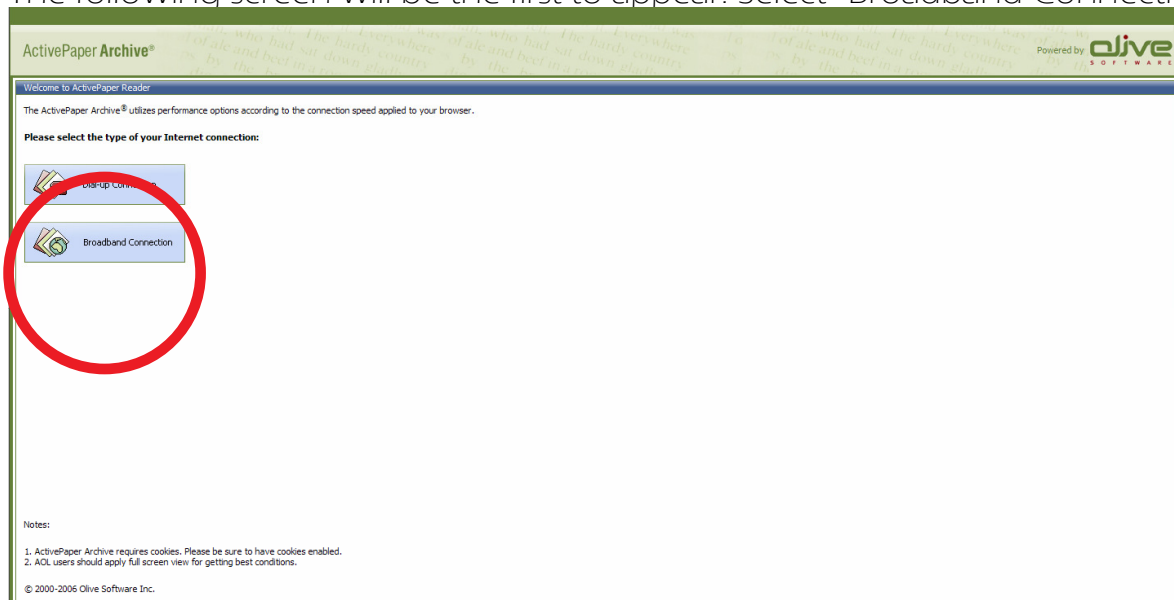 The following screen will be the first to appear. Select "Broadband Connecti
ActivePaper Archive®
Powered by
Olive
SOFTWARE
Welcome to ActivePaper Reader
The ActivePaper Archive® utilizes performance options according to the connection speed applied to your browser.
Please select the type of your Internet connection:
Dial-up Connection
Broadband Connection
Notes:
1. ActivePaper Archive requires cookies. Please be sure to have cookies enabled.
2. AOL users should apply full screen view for getting best conditions.
© 2000-2006 Olive Software Inc.